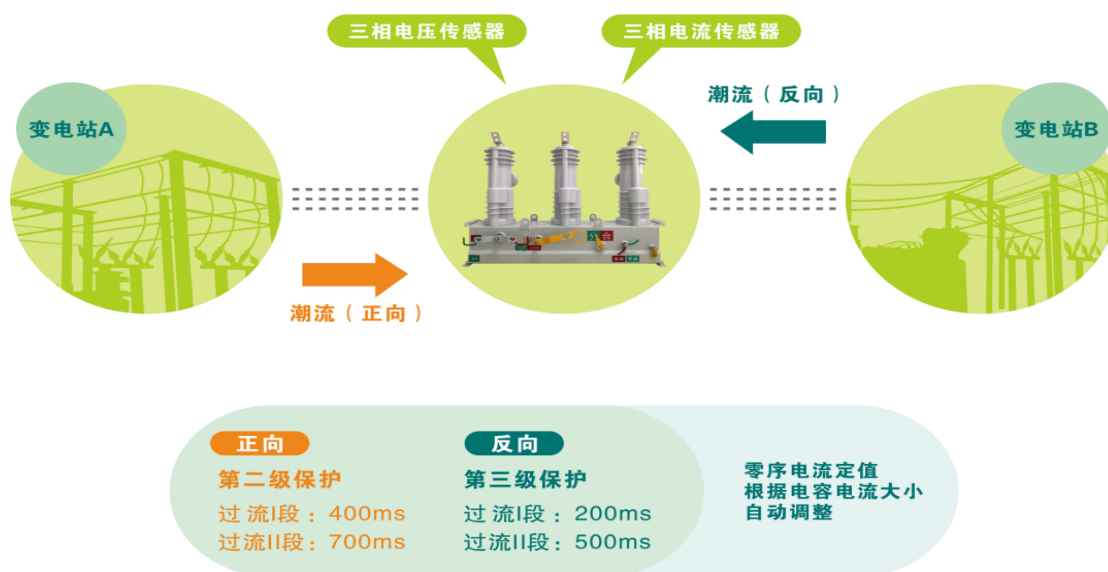 三相电压传感器
三相电流传感器
变电站A
潮流（反向）
变电站B
潮流（正向）
分
合
正向
第二级保护
过流I段：400ms
过流II段：700ms
反向
第三级保护
过流I段：200ms
过流II段：500ms
零序电流定值
根据电容电流大小
自动调整